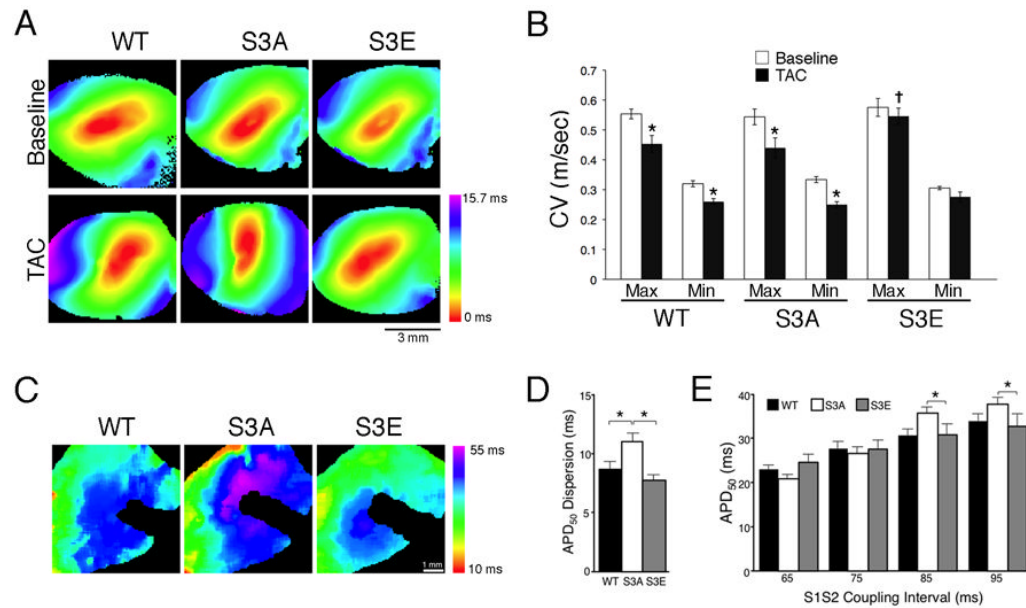 A
WT S3A S3E
Baseline
TAC
15.7 ms
0 ms
3 mm
B
Baseline
TAC
CV (m/sec)
0.7
0.6
0.5
0.4
0.3
0.2
0.1
0
* * * * †
Max Min Max Min Max Min
WT S3A S3E
C
WT S3A S3E
55 ms
10 ms
1 mm
D
APD50 Dispersion (ms)
15
10
5
0
* *
WT S3A S3E
E
WT S3A S3E
APD50 (ms)
40
30
20
10
0
* *
65 75 85 95
S1S2 Coupling Interval (ms)